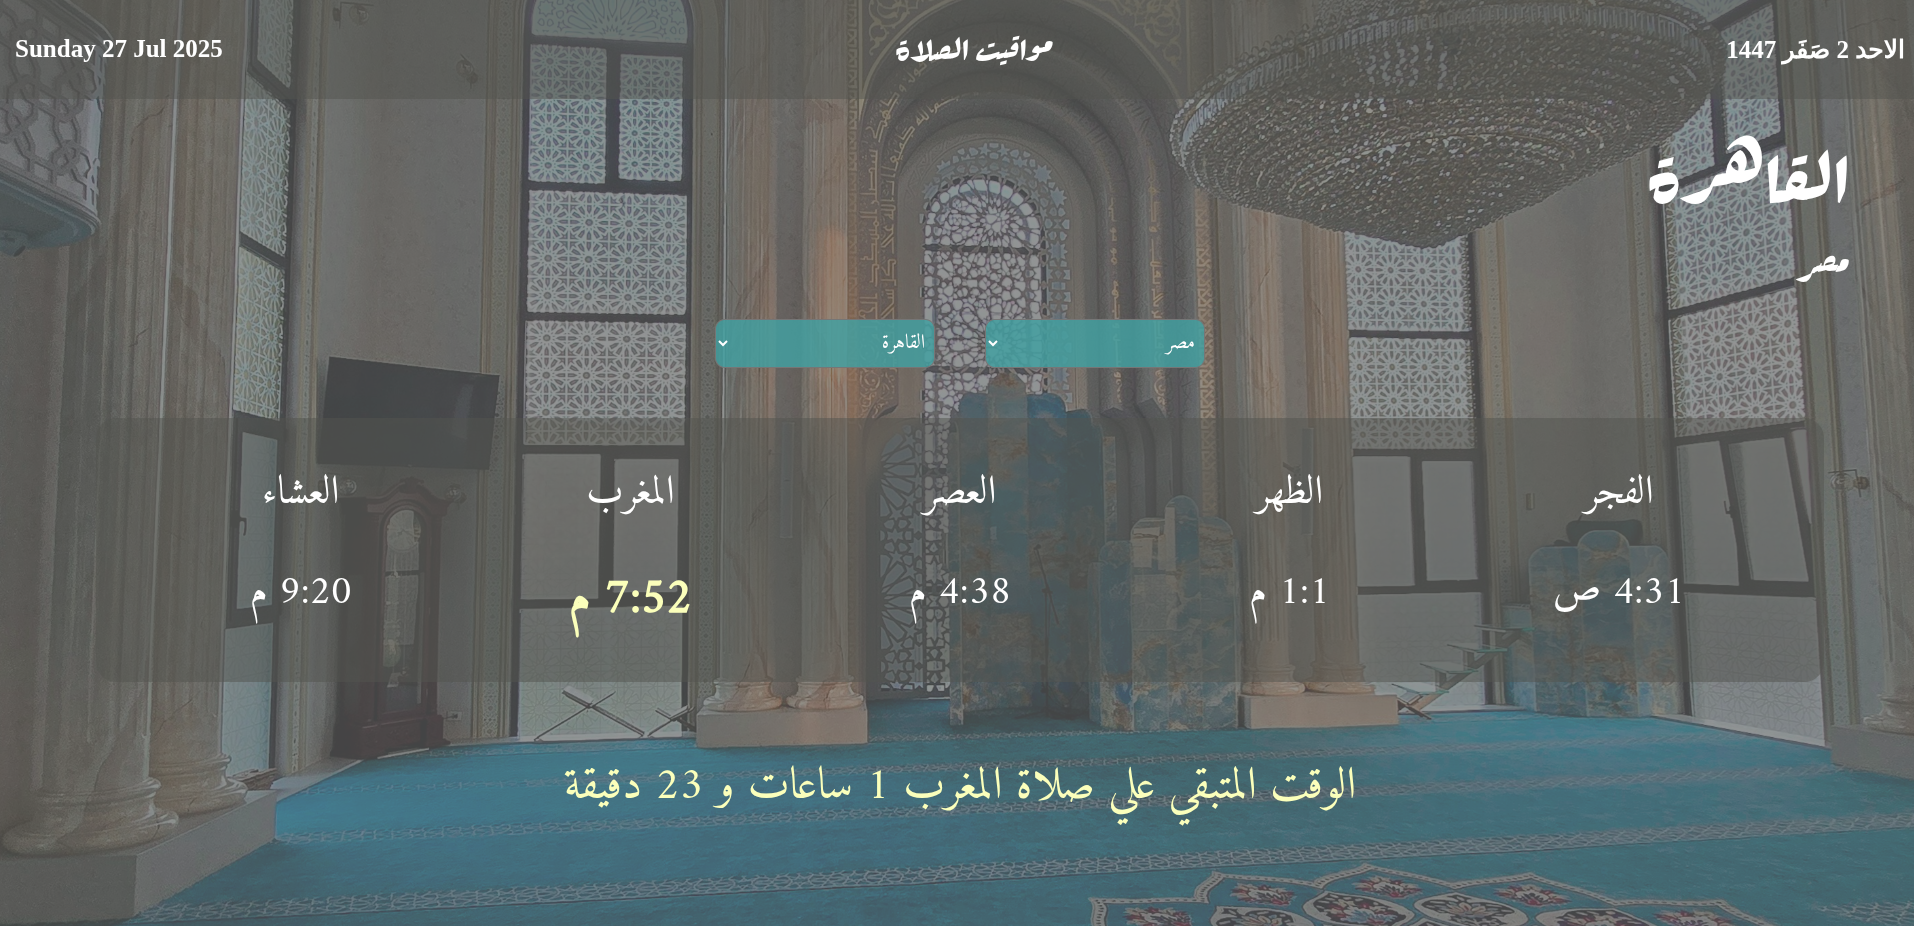 الاحد 2 صَفَر 1447
مواقيت الصلاة
Sunday 27 Jul 2025
القاهرة
مصر
مصر
القاهرة
الفجر
الظهر
العصر
المغرب
العشاء
4:31 ص
1:1 م
4:38 م
7:52 م
9:20 م
الوقت المتبقي علي صلاة المغرب 1 ساعات و 23 دقيقة